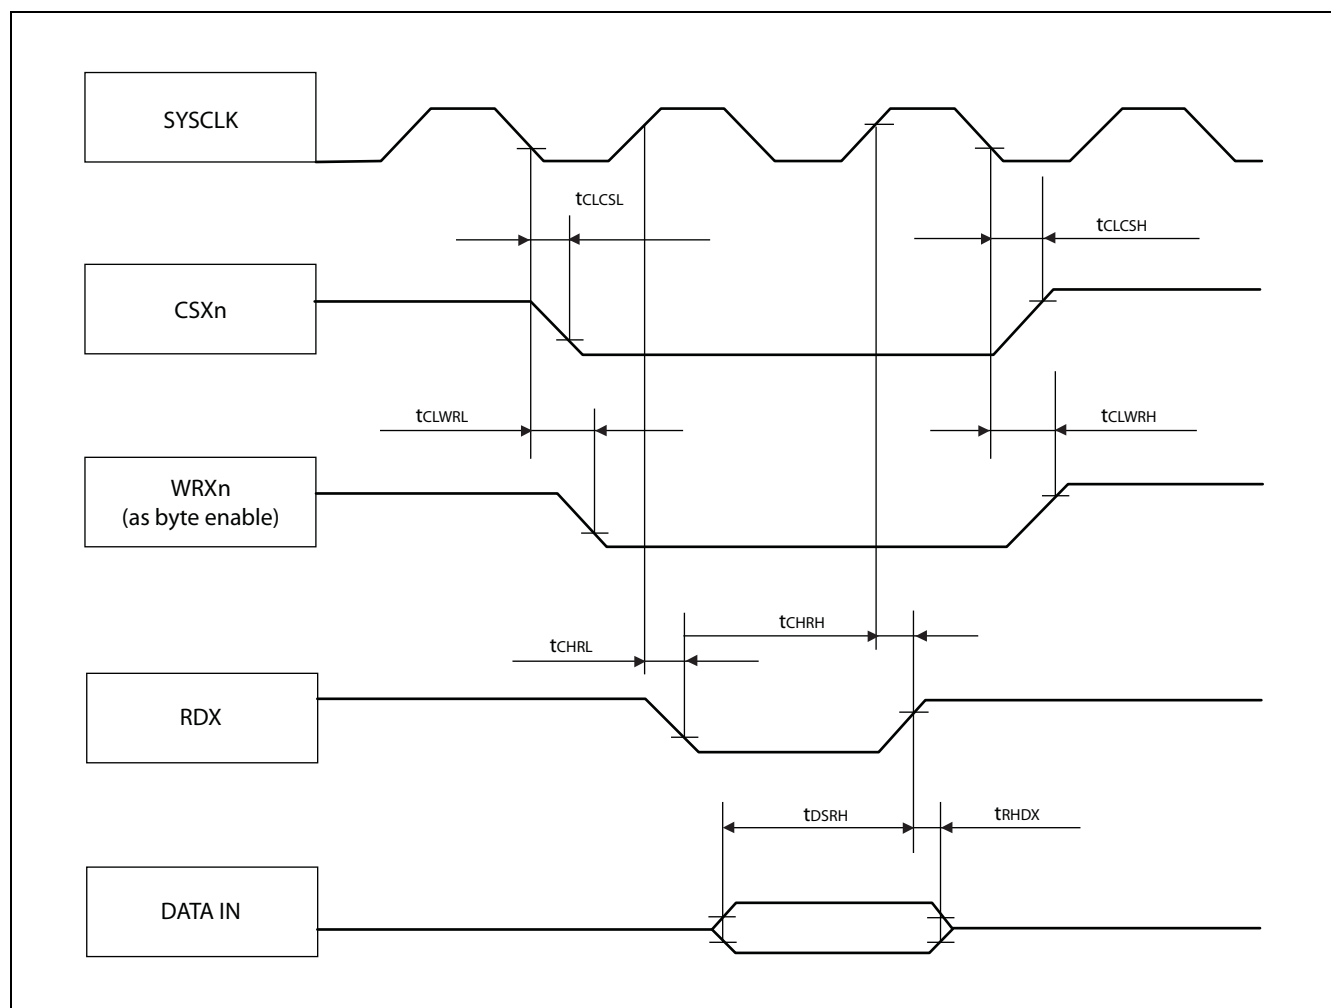 SYSCLK
tCLCSL
tCLCSH
CSXn
tCLWRL
tCLWRH
WRXn
(as byte enable)
tCHRH
tCHRL
RDX
tDSRH
tRHDX
DATA IN